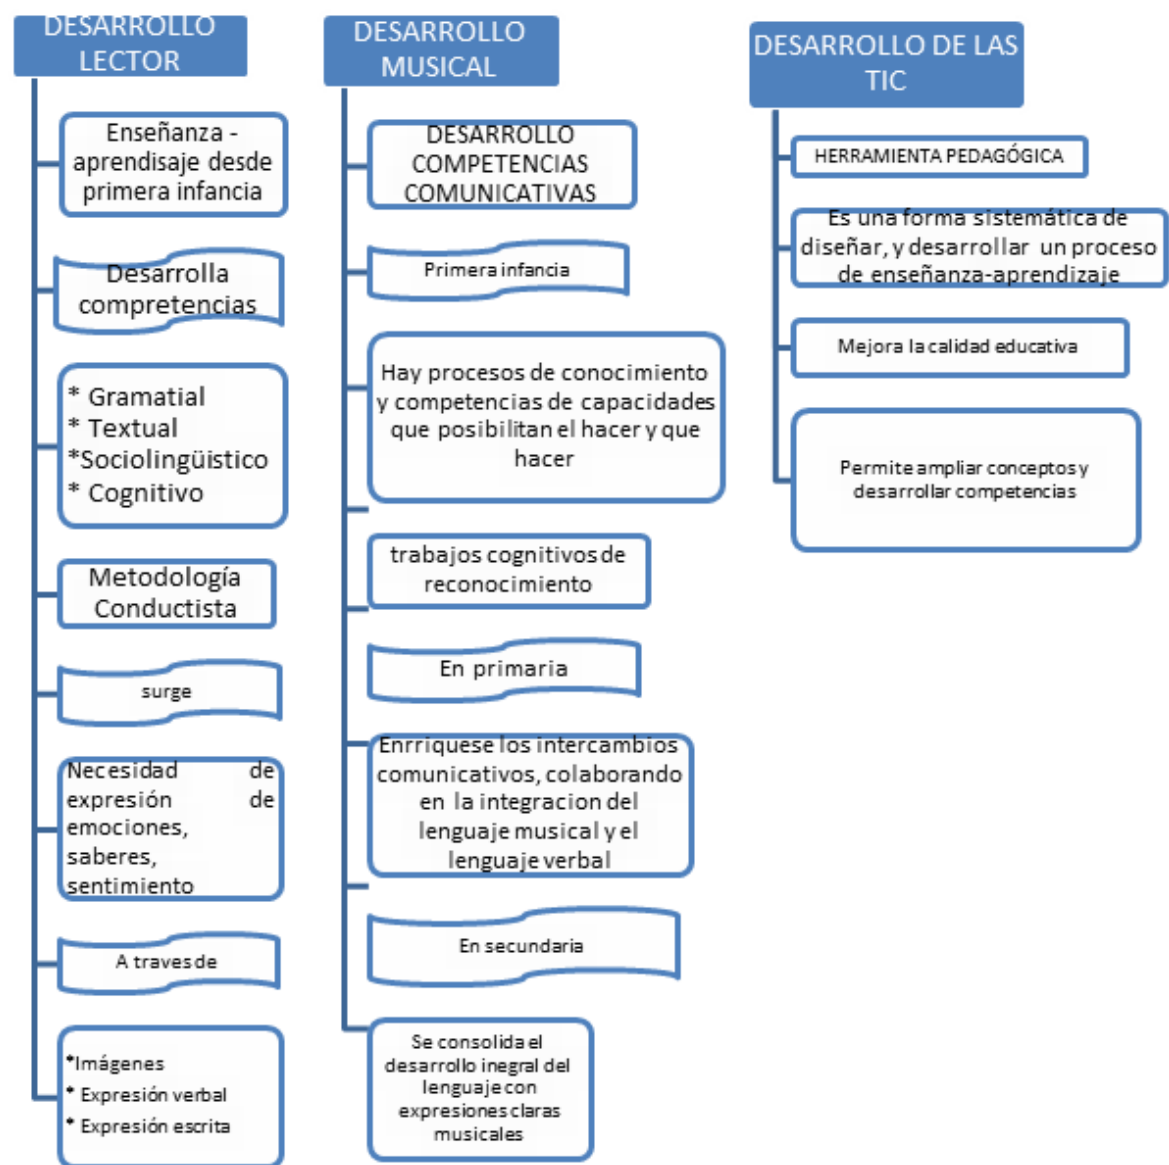 DESARROLLO
LECTOR
Enseñanza -
aprendisaje desde
primera infancia
Desarrolla
compretencias
* Gramatial
* Textual
*Sociolingüistico
* Cognitivo
Metodología
Conductista
surge
Necesidad de
expresión de
emociones,
saberes,
sentimiento
A traves de
*Imágenes
* Expresión verbal
* Expresión escrita
DESARROLLO
MUSICAL
DESARROLLO
COMPETENCIAS
COMUNICATIVAS
Primera infancia
Hay procesos de conocimiento
y competencias de capacidades
que posibilitan el hacer y que
hacer
trabajos cognitivos de
reconocimiento
En primaria
Enrriquese los intercambios
comunicativos, colaborando
en la integracion del
lenguaje musical y el
lenguaje verbal
En secundaria
Se consolida el
desarrollo inegral del
lenguaje con
expresiones claras
musicales
DESARROLLO DE LAS
TIC
HERRAMIENTA PEDAGÓGICA
Es una forma sistemática de
diseñar, y desarrollar un proceso
de enseñanza-aprendizaje
Mejora la calidad educativa
Permite ampliar conceptos y
desarrollar competencias